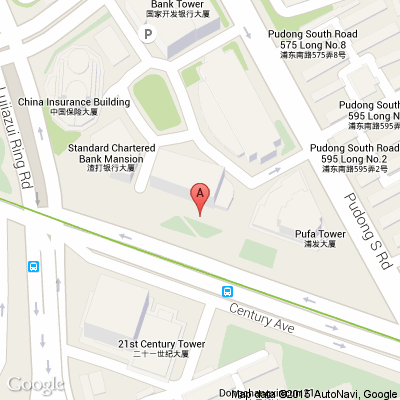 Bank Tower
国家开发银行大厦
P
Pudong South Road
575 Long No.8
浦东南路575弄8号
China Insurance Building
中国保险大厦
Pudong South Road
595 Long No
浦东南路595弄
Standard Chartered
Bank Mansion
渣打银行大厦
Pudong South Road
595 Long No.2
浦东南路595弄2号
Lujiazui Ring Rd
A
Pudong S Rd
Pufa Tower
浦发大厦
Century Ave
21st Century Tower
二十一世纪大厦
Google
Map data ©2015 AutoNavi, Google